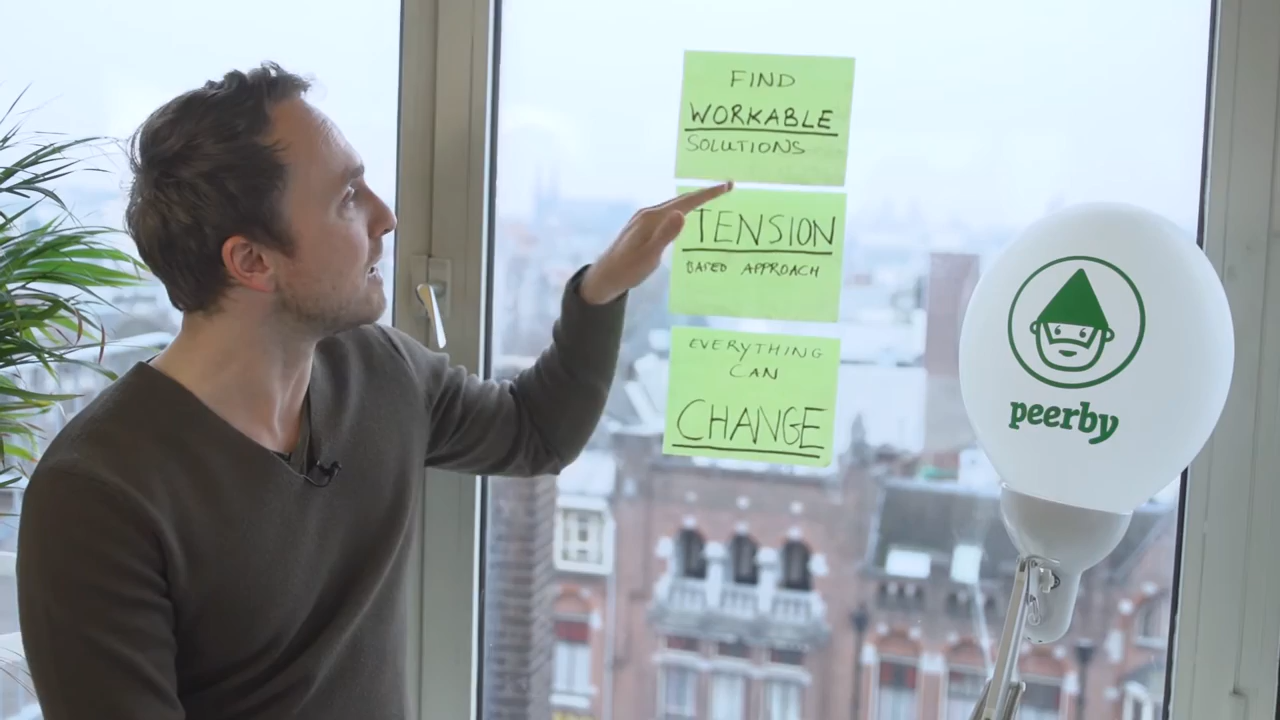 FIND
WORKABLE
SOLUTIONS
TENSION
BASED APPROACH
EVERYTHING
CAN
CHANGE
peerby